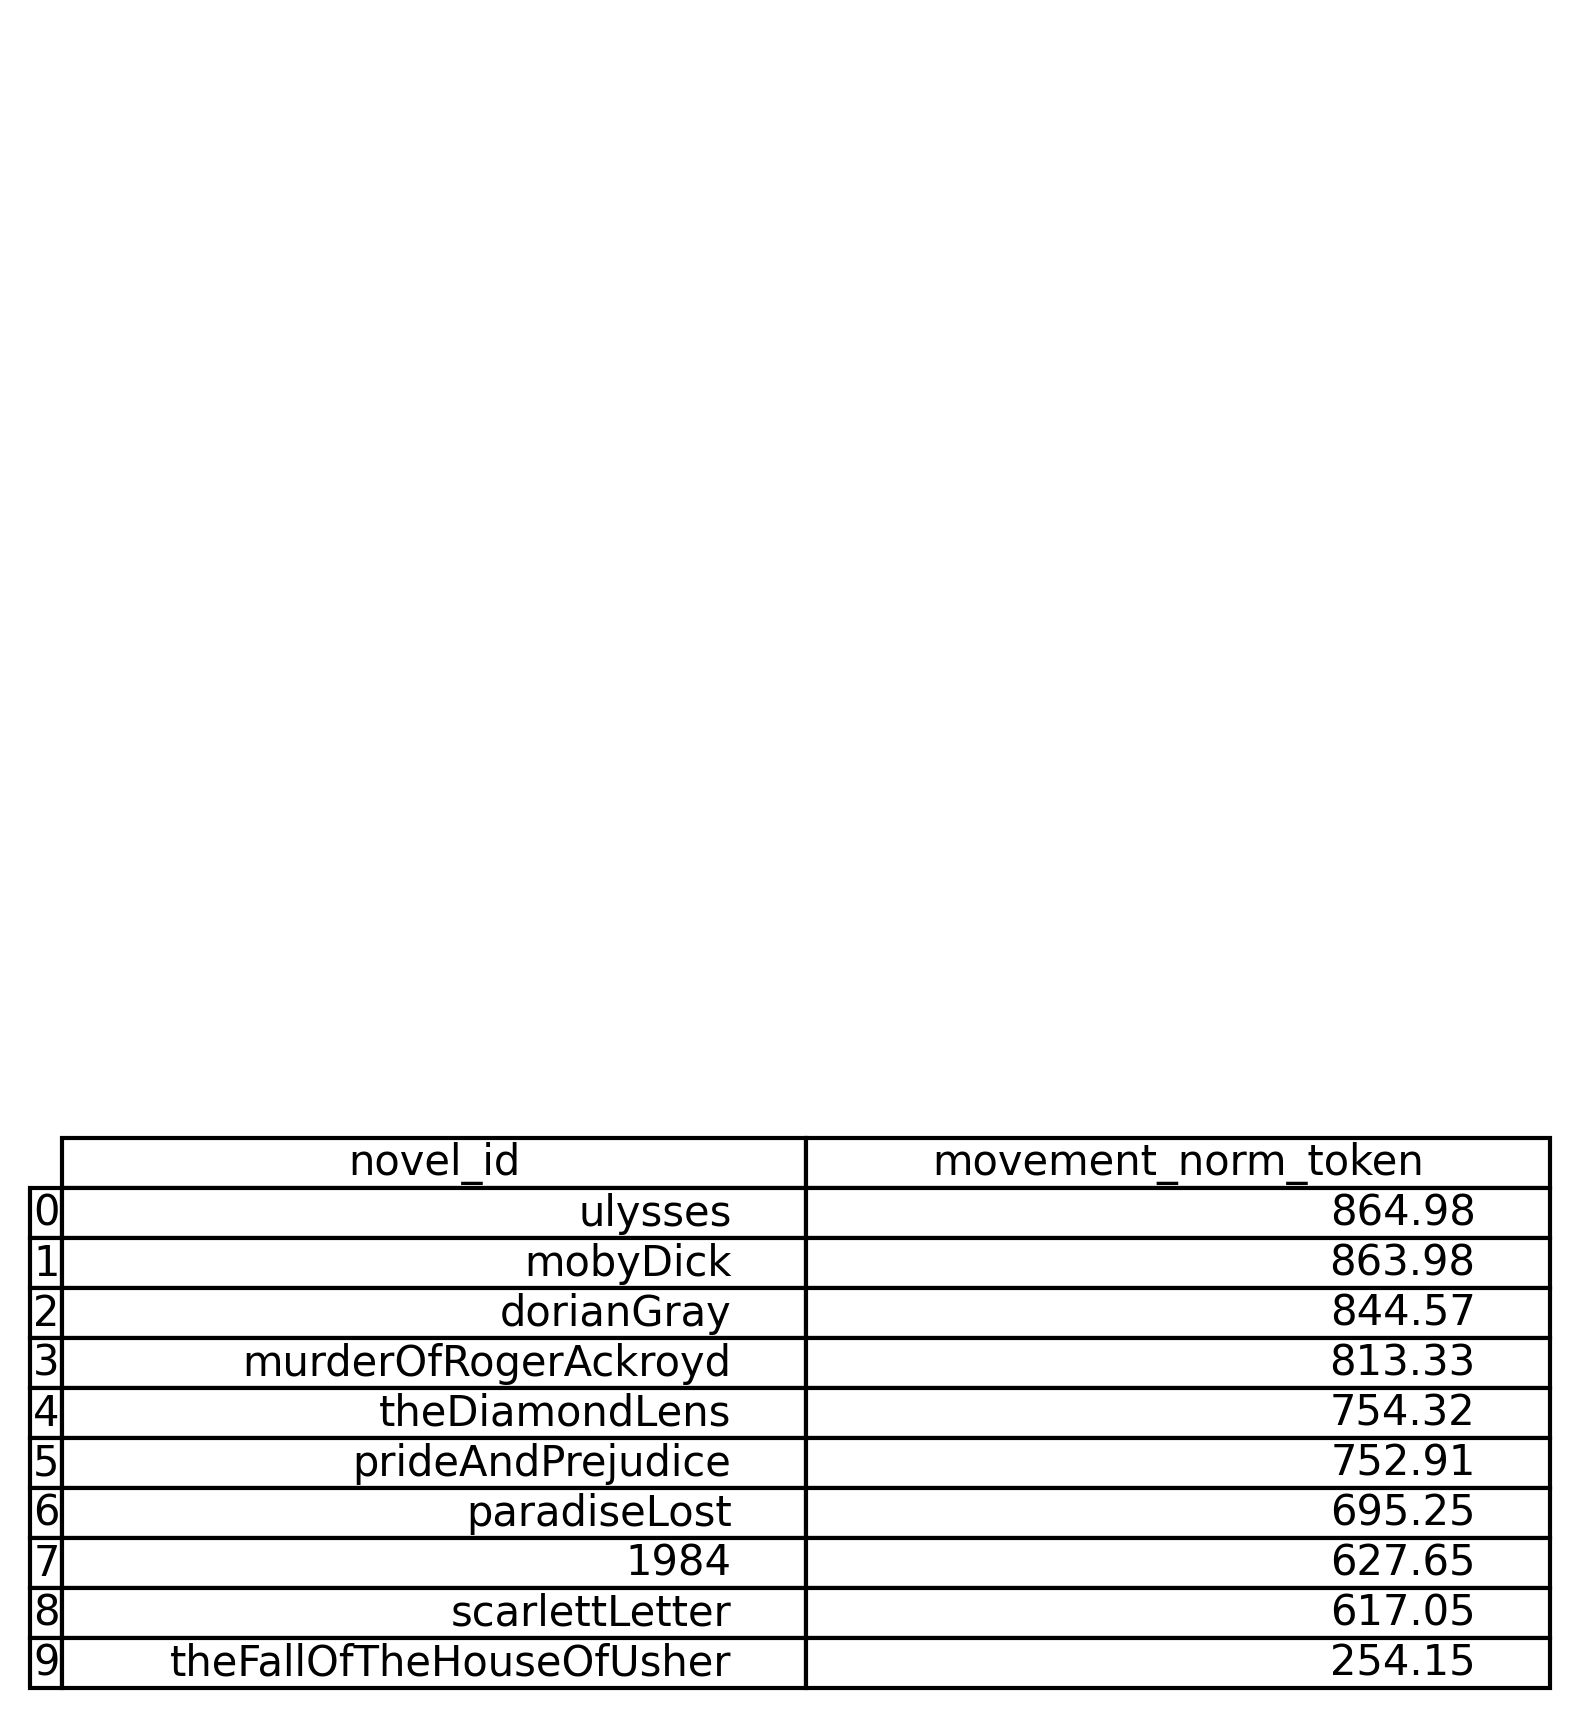 novel_id movement_norm_token
0 ulysses 864.98
1 mobyDick 863.98
2 dorianGray 844.57
3 murderOfRogerAckroyd 813.33
4 theDiamondLens 754.32
5 prideAndPrejudice 752.91
6 paradiseLost 695.25
7 1984 627.65
8 scarlettLetter 617.05
9 theFallOfTheHouseOfUsher 254.15